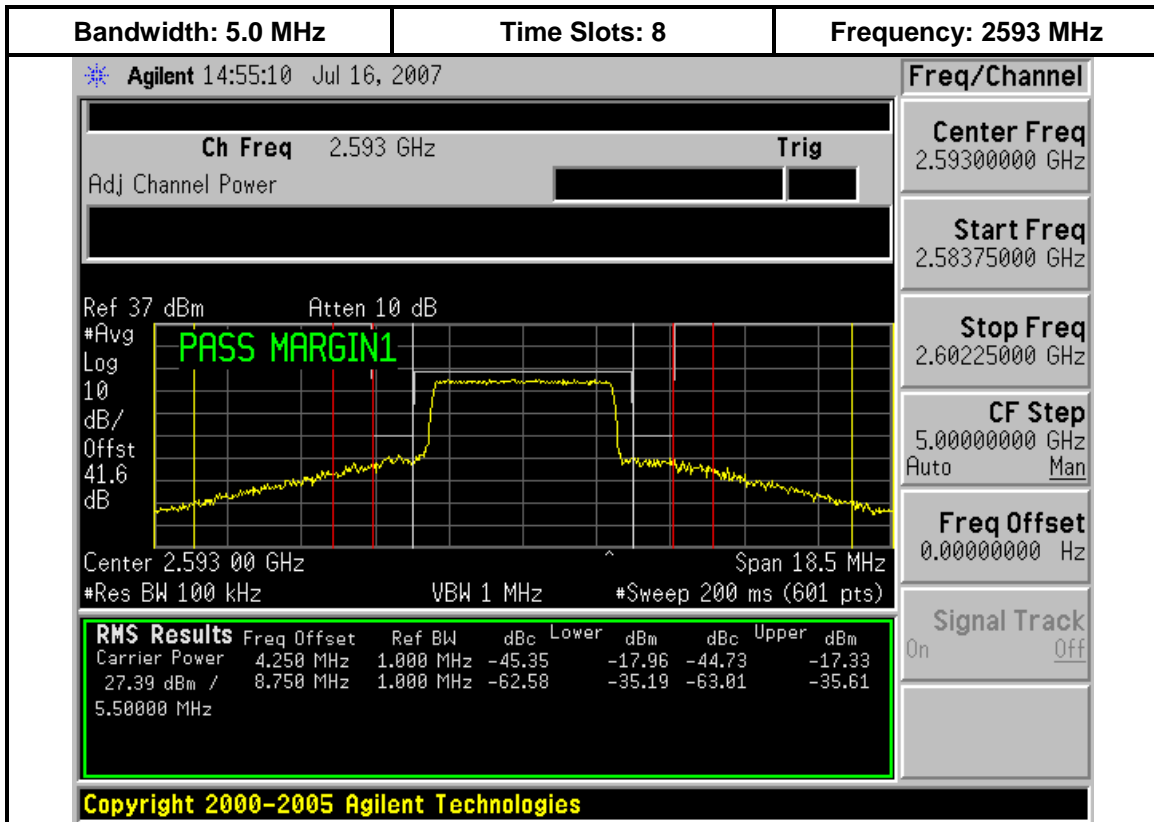 Bandwidth: 5.0 MHz Time Slots: 8 Frequency: 2593 MHz
Agilent 14:55:10 Jul 16, 2007 Freq/Channel
Ch Freq 2.593 GHz Trig
Adj Channel Power
Center Freq
2.59300000 GHz
Start Freq
2.58375000 GHz
Stop Freq
2.60225000 GHz
CF Step
5.00000000 GHz
Auto Man
Freq Offset
0.00000000 Hz
Signal Track
On Off
Ref 37 dBm Atten 10 dB
#Avg
Log
10
dB/
Offst
41.6
dB
PASS MARGIN1
Center 2.593 00 GHz ^ Span 18.5 MHz
#Res BW 100 kHz VBW 1 MHz #Sweep 200 ms (601 pts)
RMS Results Freq Offset Ref BW dBc Lower dBm dBc Upper dBm
Carrier Power 4.250 MHz 1.000 MHz -45.35 -17.96 -44.73 -17.33
27.39 dBm / 8.750 MHz 1.000 MHz -62.58 -35.19 -63.01 -35.61
5.50000 MHz
Copyright 2000-2005 Agilent Technologies